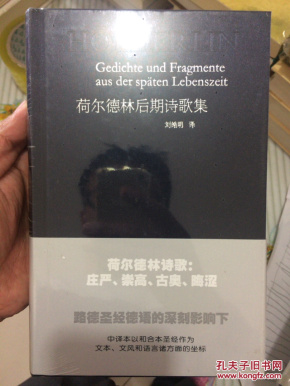 HÖLDERLIN
Gedichte und Fragmente
aus der späten Lebenszeit
荷尔德林后期诗歌集
刘皓明 译
荷尔德林诗歌：
庄严、崇高、古奥、晦涩
路德圣经德语的深刻影响下
中译本以和合本圣经作为
文本、文风和语言诸方面的坐标
孔夫子旧书网